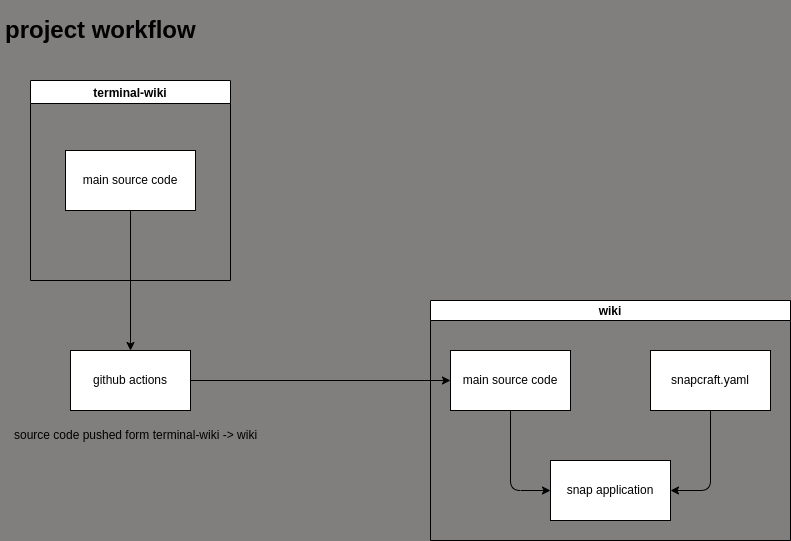 project workflow
terminal-wiki
main source code
github actions
source code pushed form terminal-wiki -> wiki
wiki
main source code
snapcraft.yaml
snap application